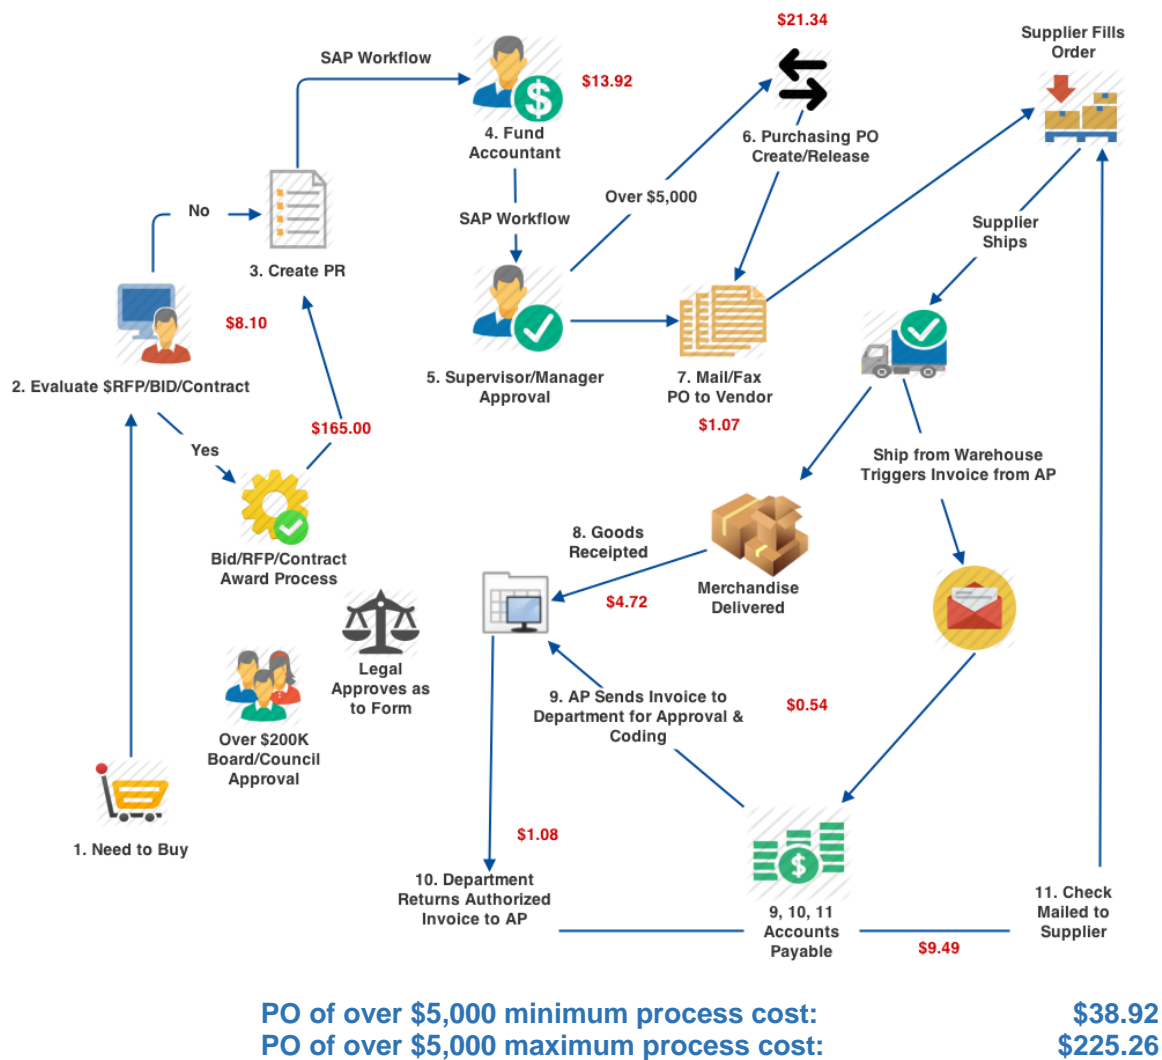 $21.34
Supplier Fills
Order
SAP Workflow
$13.92
4. Fund
Accountant
6. Purchasing PO
Create/Release
No
SAP Workflow
Over $5,000
Supplier
Ships
3. Create PR
$8.10
2. Evaluate $RFP/BID/Contract
5. Supervisor/Manager
Approval
7. Mail/Fax
PO to Vendor
$1.07
$165.00
Yes
Ship from Warehouse
Triggers Invoice from AP
Bid/RFP/Contract
Award Process
8. Goods
Receipted
$4.72
Merchandise
Delivered
Legal
Approves as
to Form
9. AP Sends Invoice to
Department for Approval &
Coding
$0.54
Over $200K
Board/Council
Approval
1. Need to Buy
$1.08
10. Department
Returns Authorized
Invoice to AP
9, 10, 11
Accounts
Payable
$9.49
11. Check
Mailed to
Supplier
PO of over $5,000 minimum process cost: $38.92
PO of over $5,000 maximum process cost: $225.26